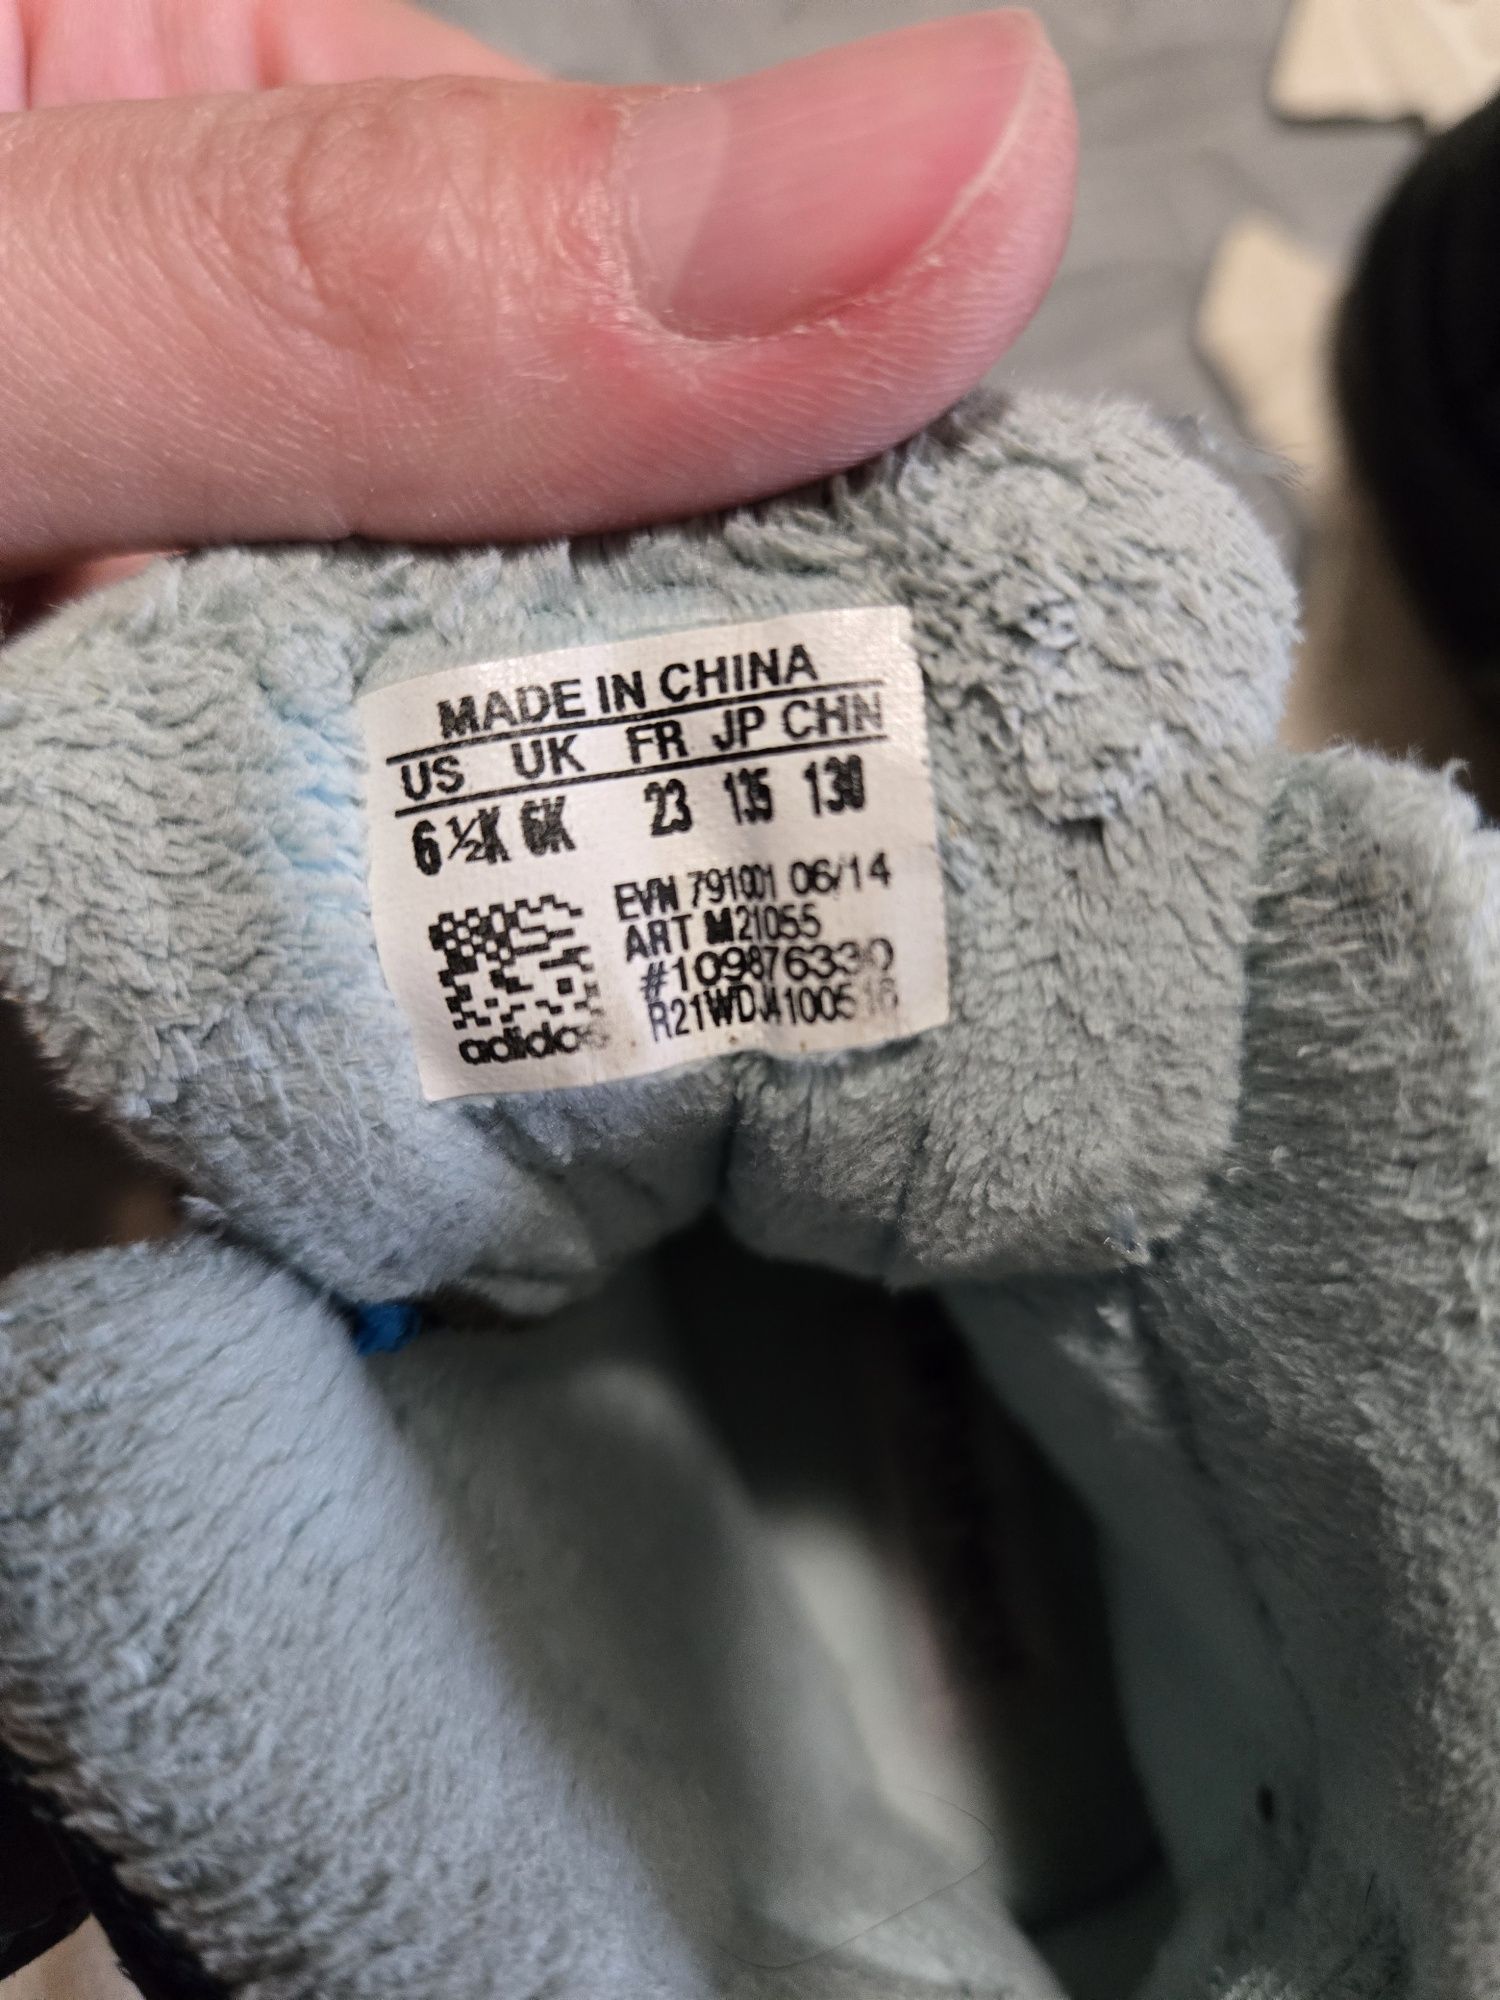 MADE IN CHINA
US UK FR JP CHN
6 ½K 6K 23 135 130
EVN 791001 06/14
ART M21055
#109876330
adidas